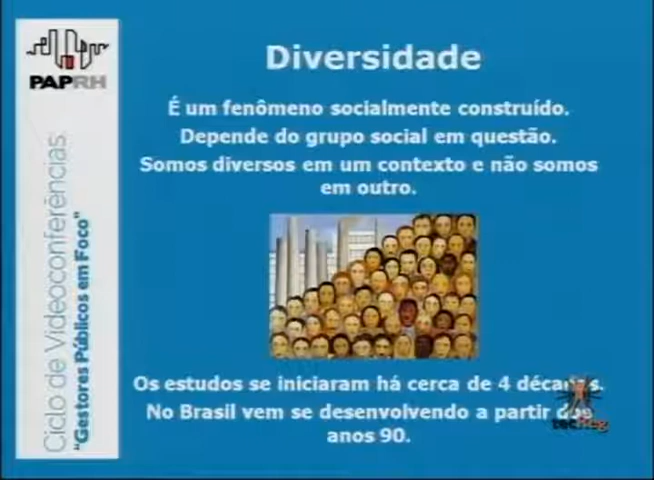 PAPRH
Ciclo de Videoconferências
"Gestores Públicos em Foco"
Diversidade
É um fenômeno socialmente construído.
Depende do grupo social em questão.
Somos diversos em um contexto e não somos
em outro.
Os estudos se iniciaram há cerca de 4 décadas.
No Brasil vem se desenvolvendo a partir dos
anos 90.